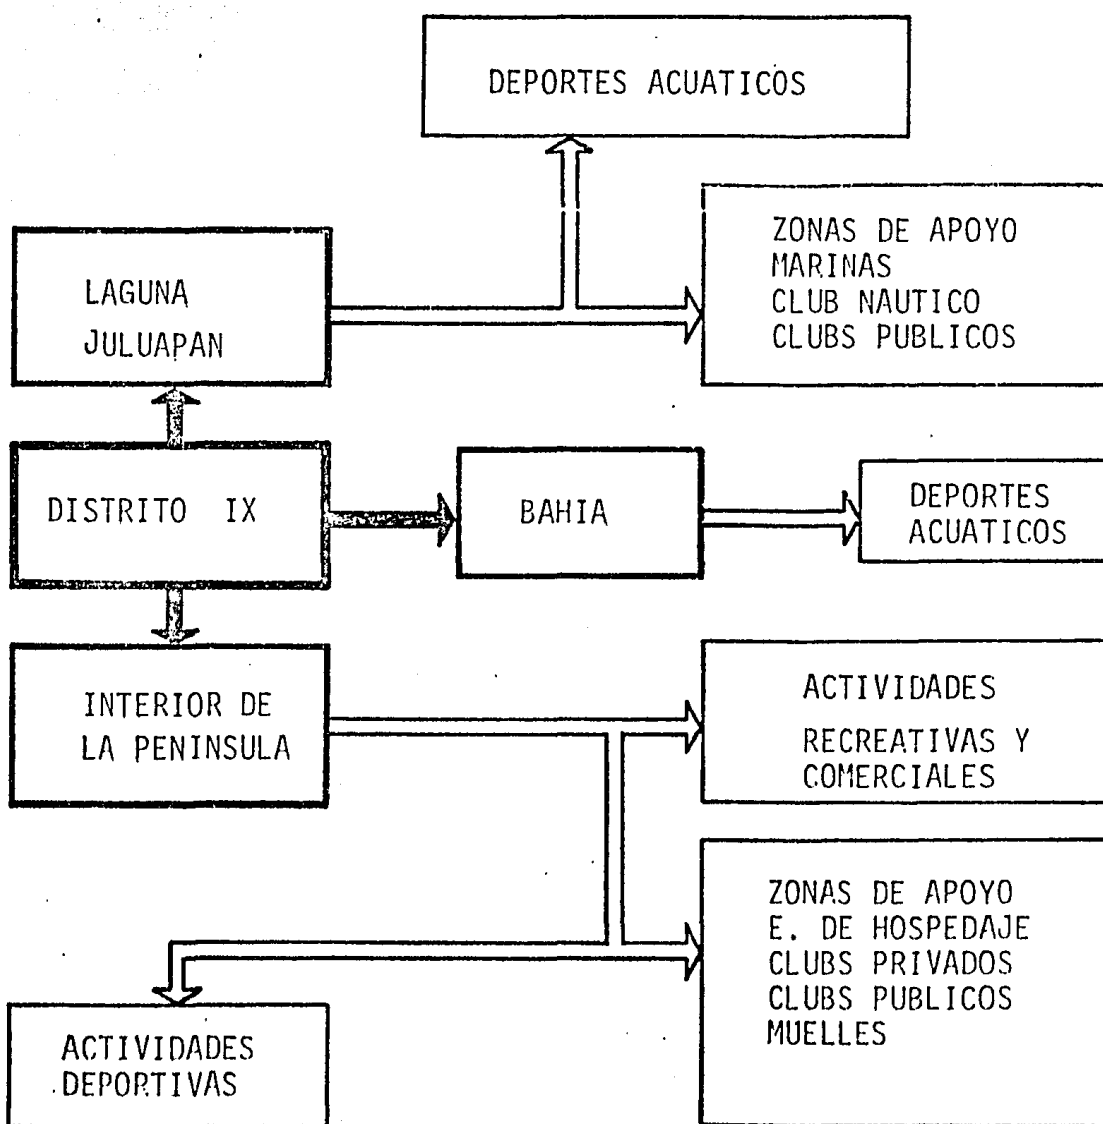 DEPORTES ACUATICOS
ZONAS DE APOYO
MARINAS
CLUB NAUTICO
CLUBS PUBLICOS
LAGUNA
JULUAPAN
DISTRITO IX
BAHIA
DEPORTES
ACUATICOS
INTERIOR DE
LA PENINSULA
ACTIVIDADES
RECREATIVAS Y
COMERCIALES
ZONAS DE APOYO
E. DE HOSPEDAJE
CLUBS PRIVADOS
CLUBS PUBLICOS
MUELLES
ACTIVIDADES
DEPORTIVAS